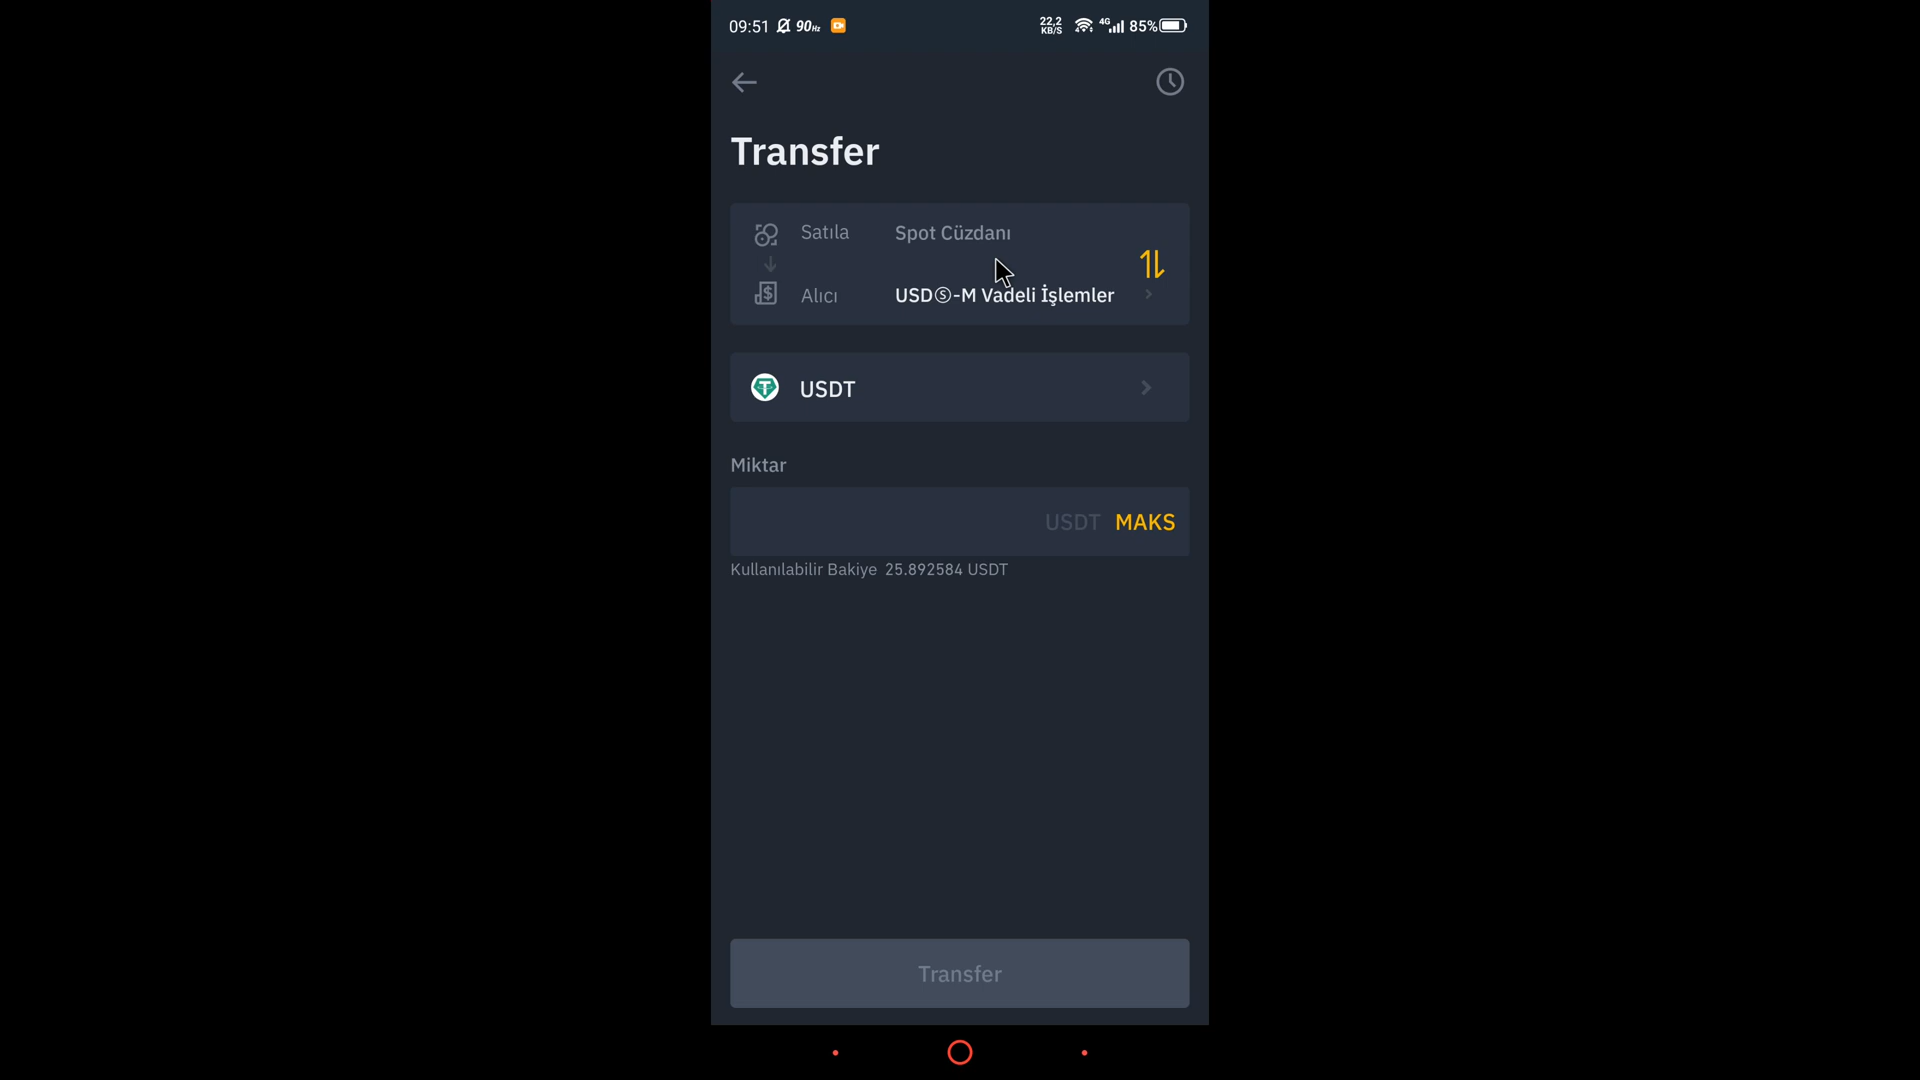 09:51 90Hz 22,2 KB/S 4G 85%
Transfer
Satıla Spot Cüzdanı
Alıcı USDⓈ-M Vadeli İşlemler
USDT
Miktar
USDT MAKS
Kullanılabilir Bakiye 25.892584 USDT
Transfer